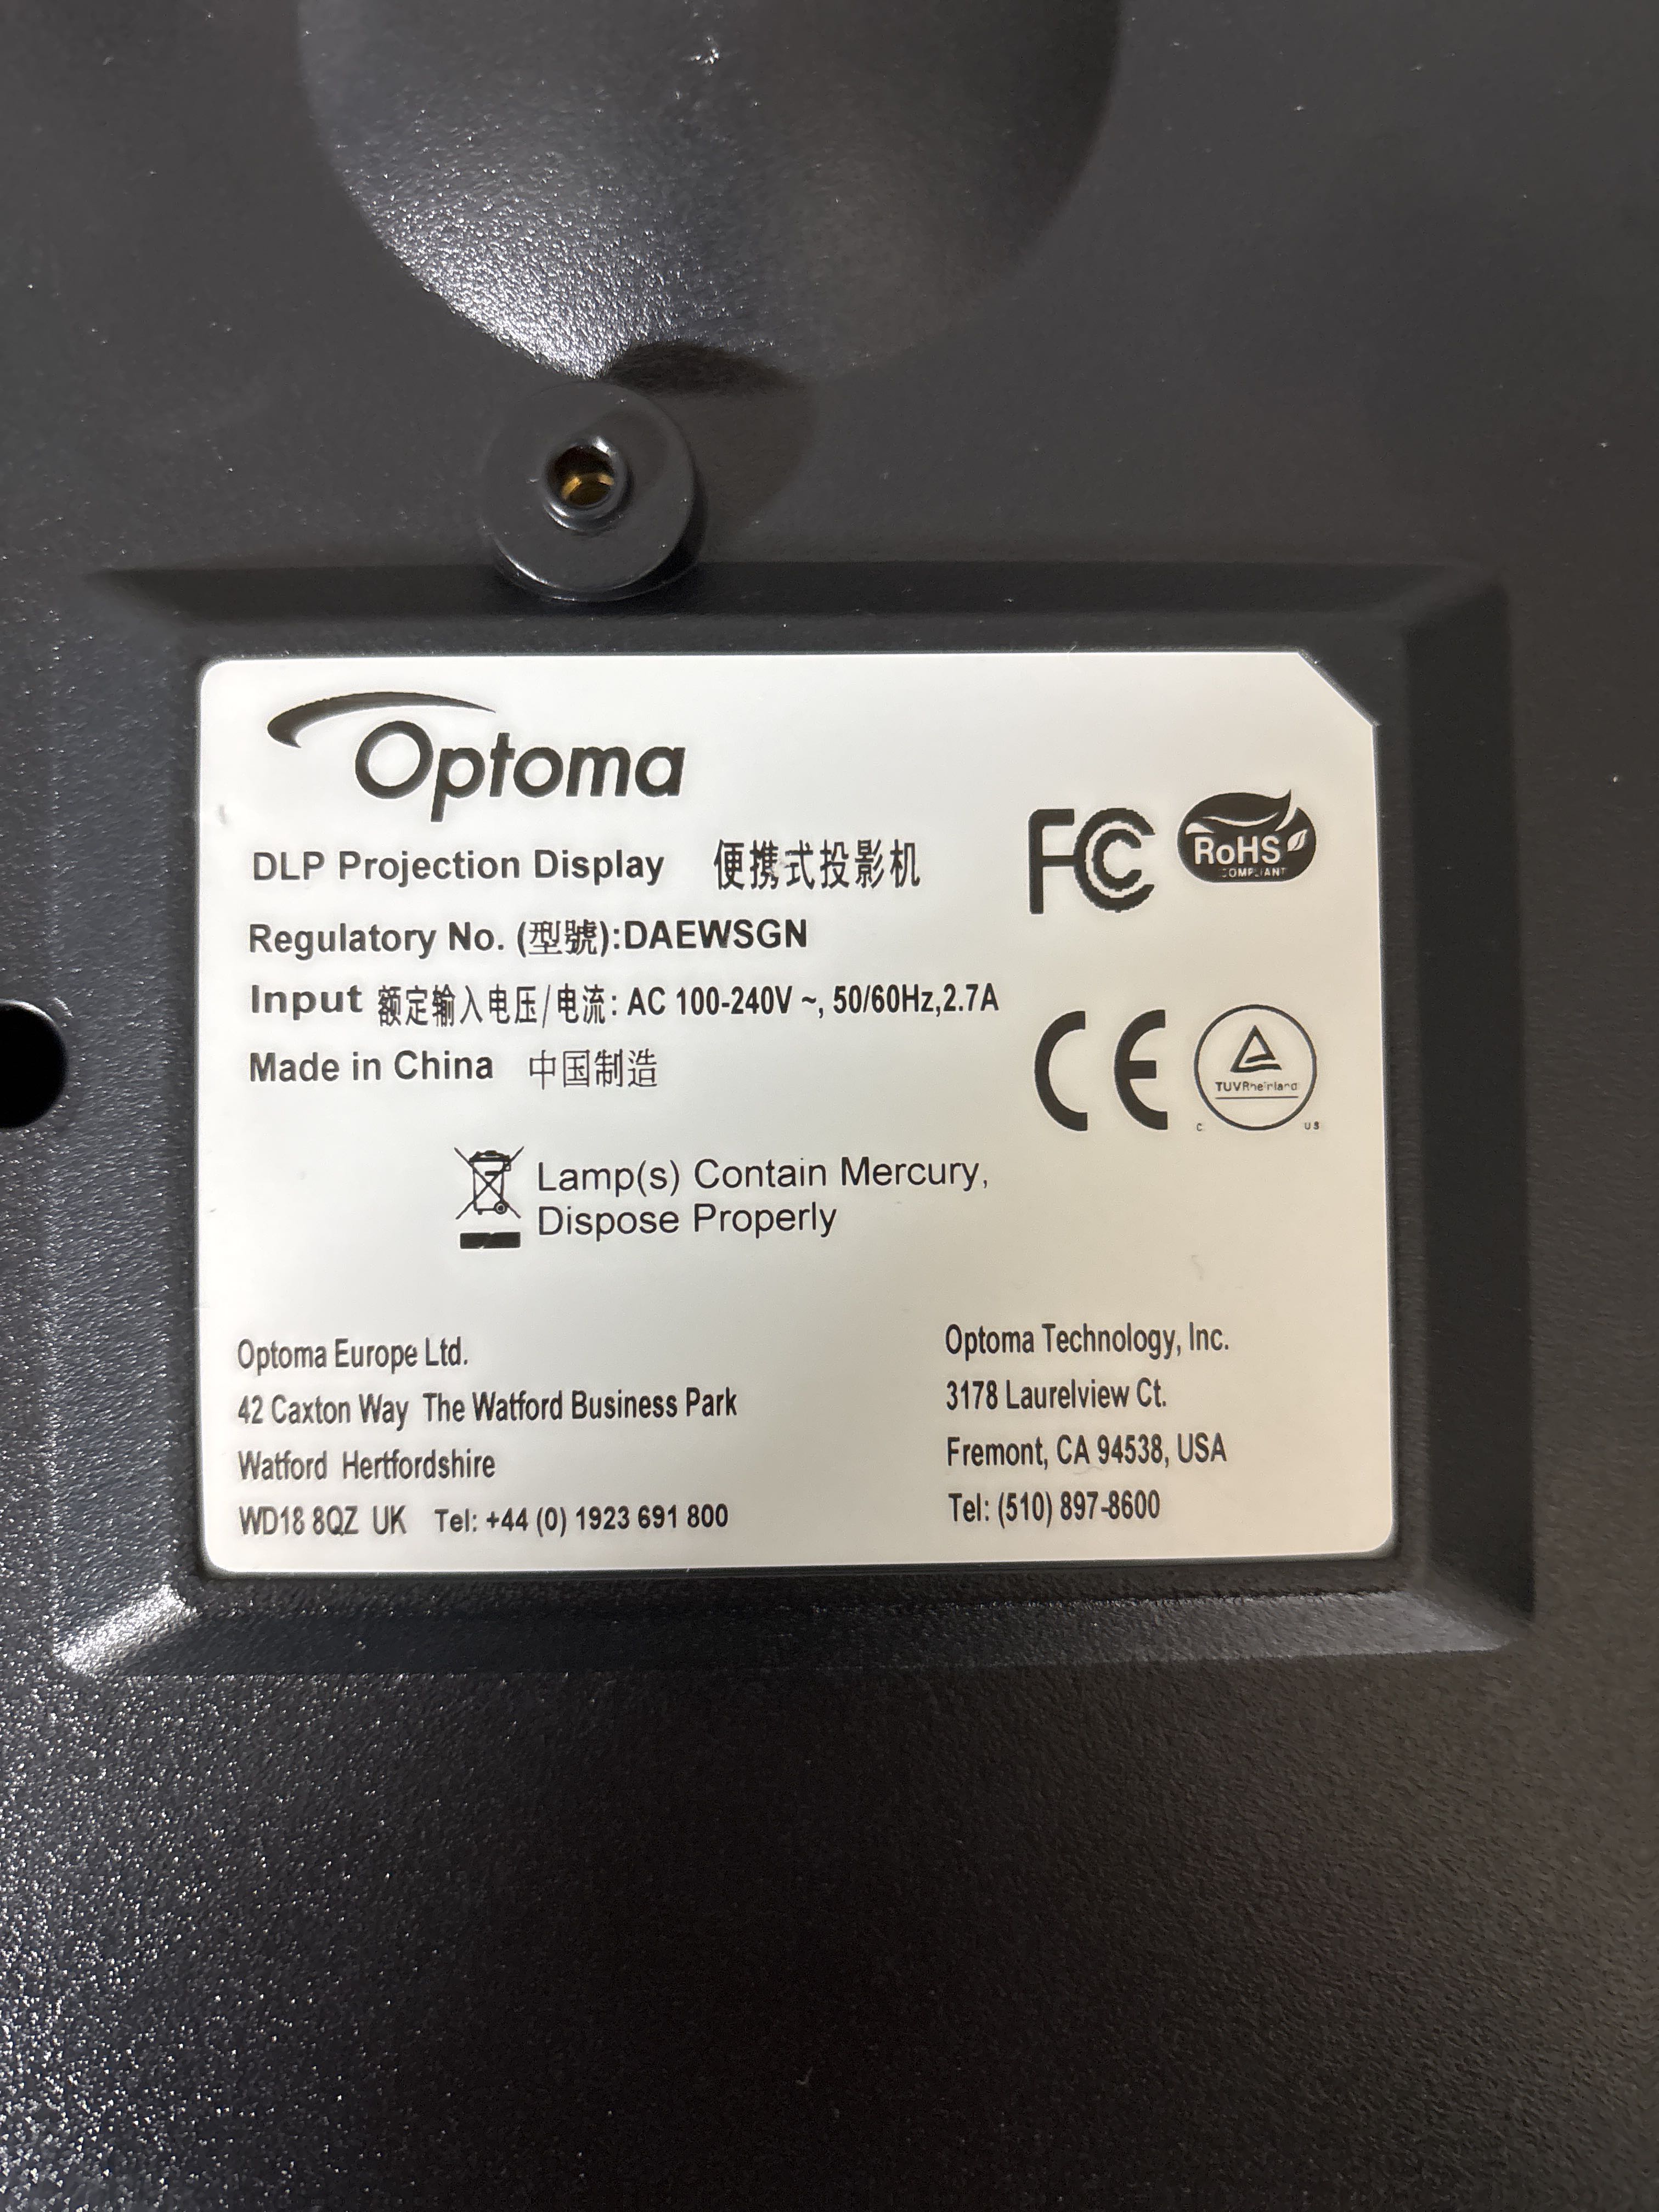 Optoma
DLP Projection Display 便携式投影机
FC
RoHS
COMPLIANT
Regulatory No. (型號):DAEWSGN
Input 额定输入电压/电流: AC 100-240V ~, 50/60Hz,2.7A
Made in China 中国制造
CE
TUVRheinland
C US
Lamp(s) Contain Mercury,
Dispose Properly
Optoma Europe Ltd.
42 Caxton Way The Watford Business Park
Watford Hertfordshire
WD18 8QZ UK Tel: +44 (0) 1923 691 800
Optoma Technology, Inc.
3178 Laurelview Ct.
Fremont, CA 94538, USA
Tel: (510) 897-8600